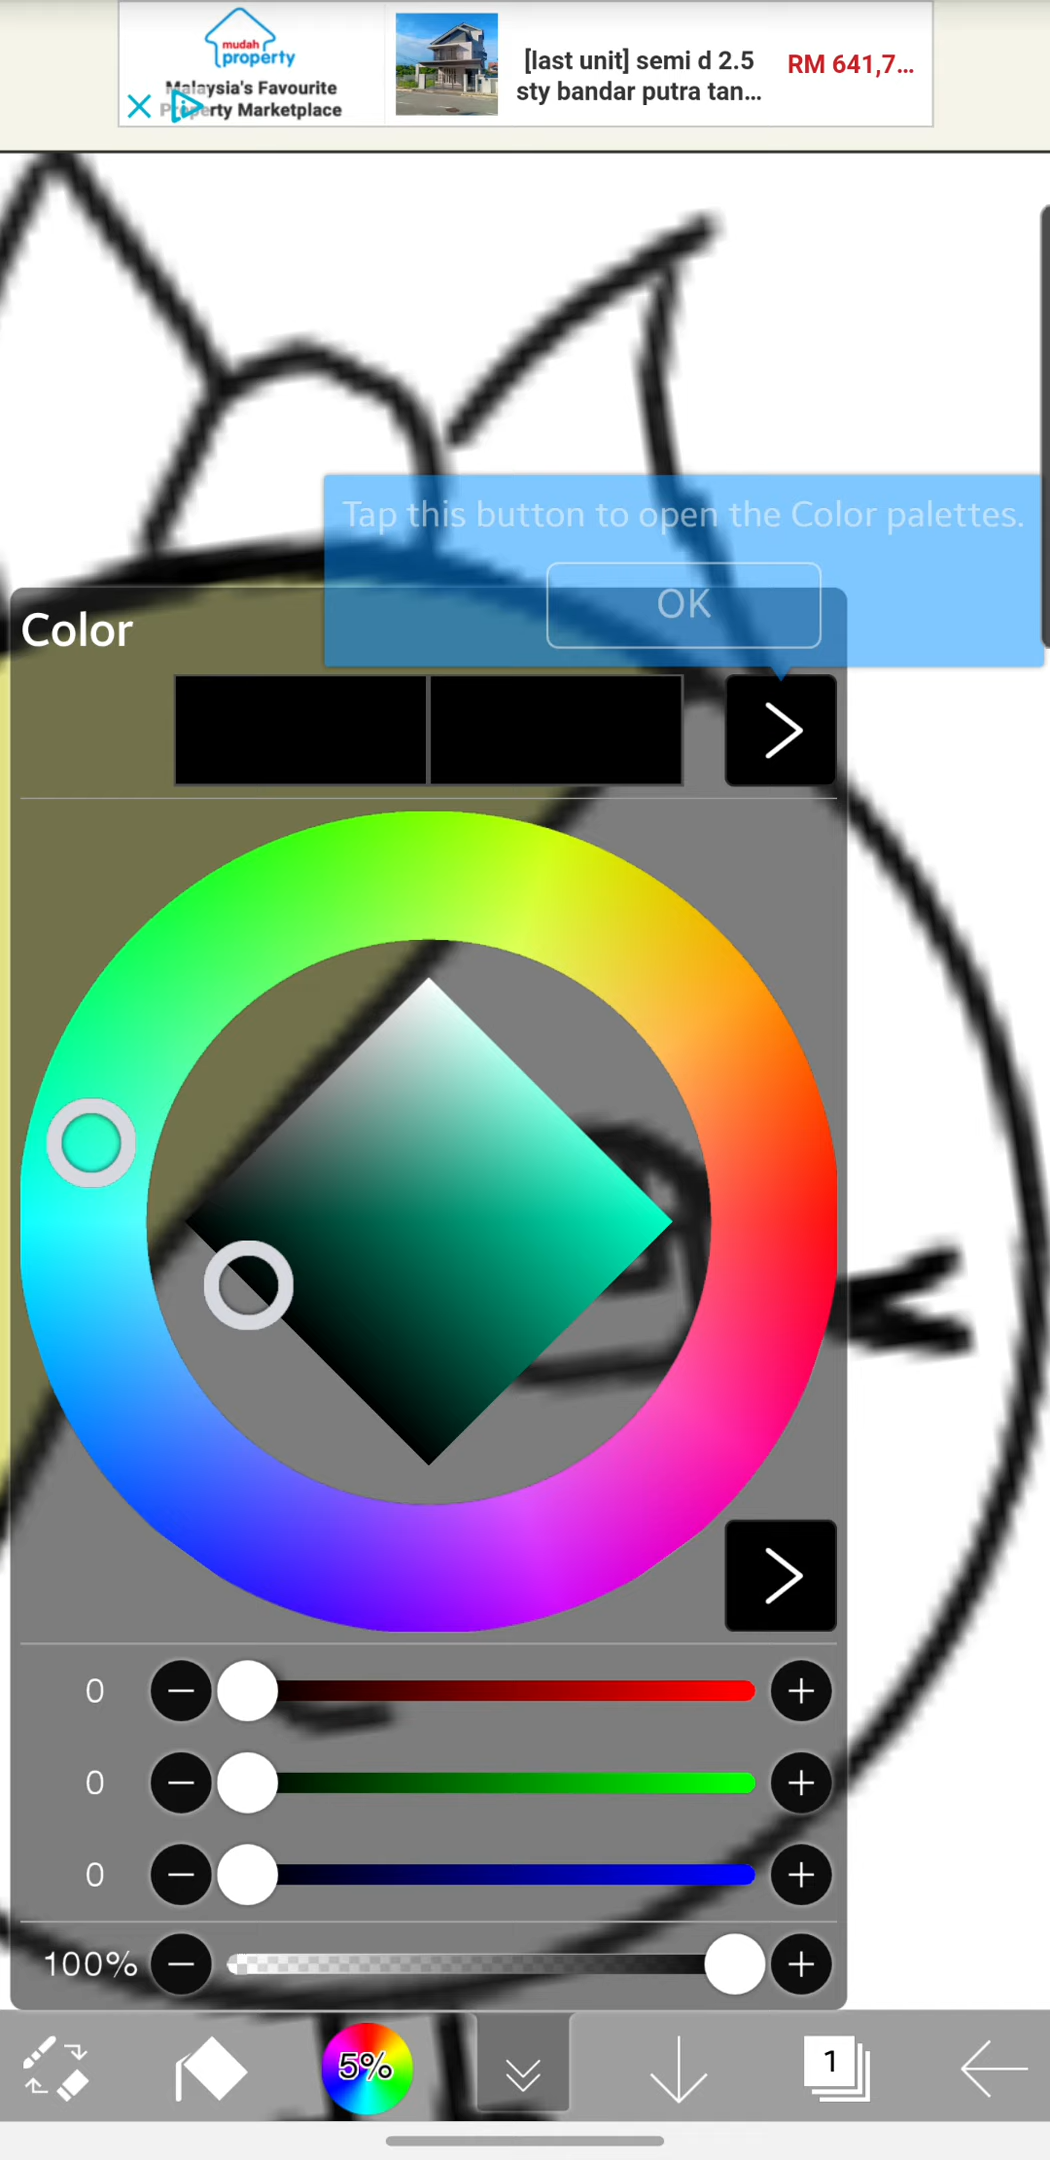 mudah
property
Malaysia's Favourite
Property Marketplace
[last unit] semi d 2.5
sty bandar putra tan...
RM 641,7...
Tap this button to open the Color palettes.
OK
Color
0
0
0
100%
5%
1